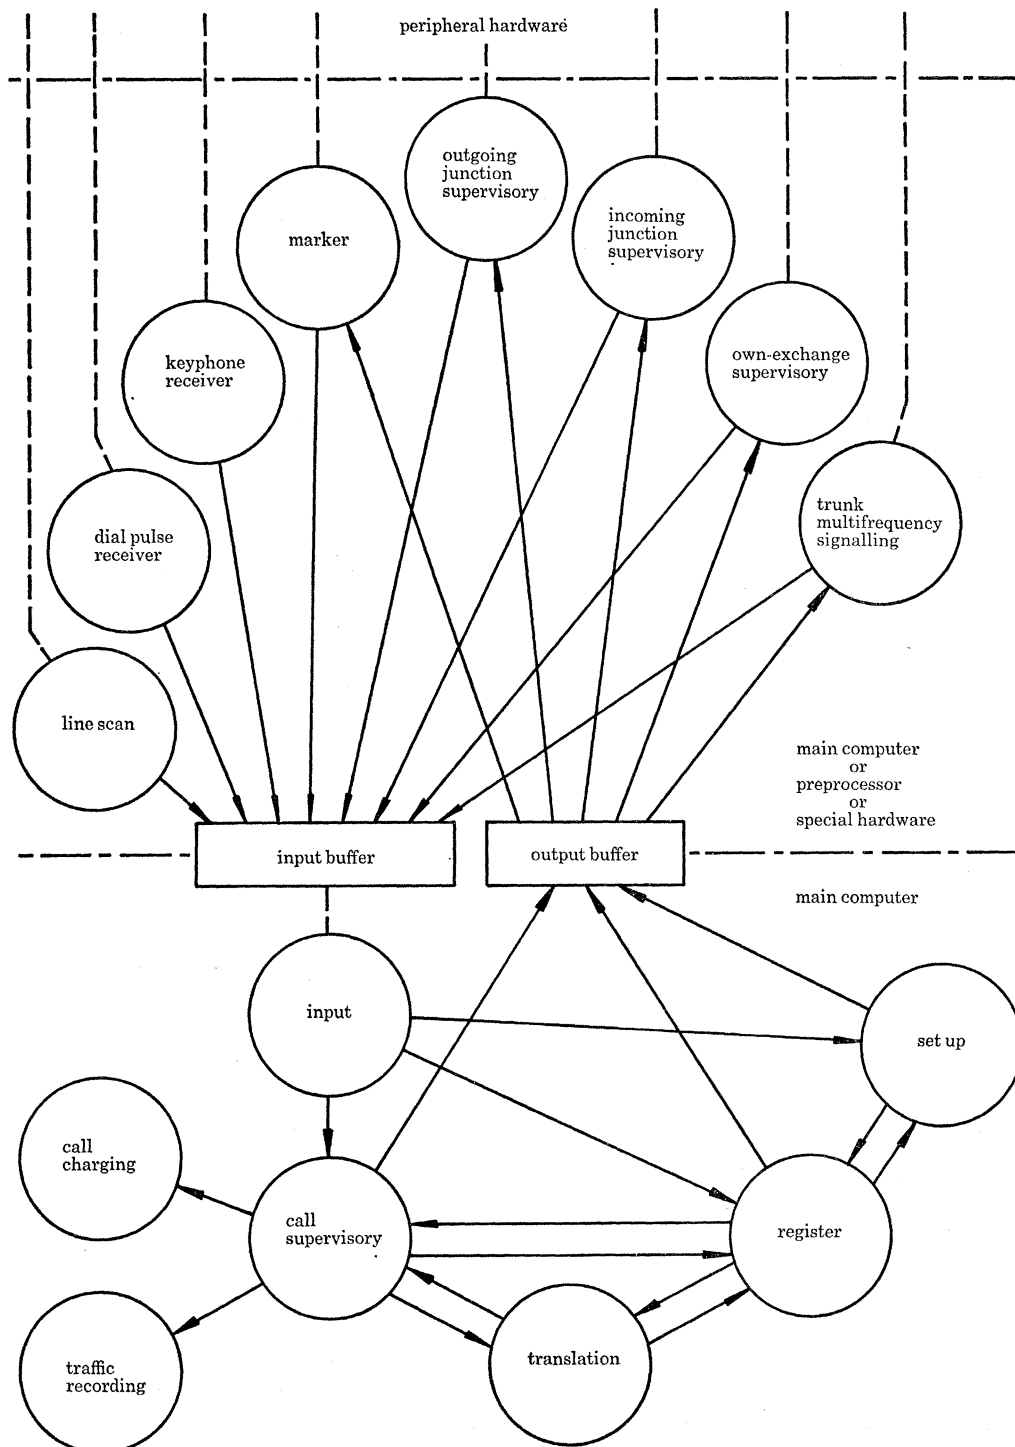 peripheral hardware
outgoing
junction
supervisory
marker
incoming
junction
supervisory
keyphone
receiver
own-exchange
supervisory
dial pulse
receiver
trunk
multifrequency
signalling
line scan
main computer
or
preprocessor
or
special hardware
input buffer
output buffer
main computer
input
set up
call
charging
call
supervisory
register
translation
traffic
recording